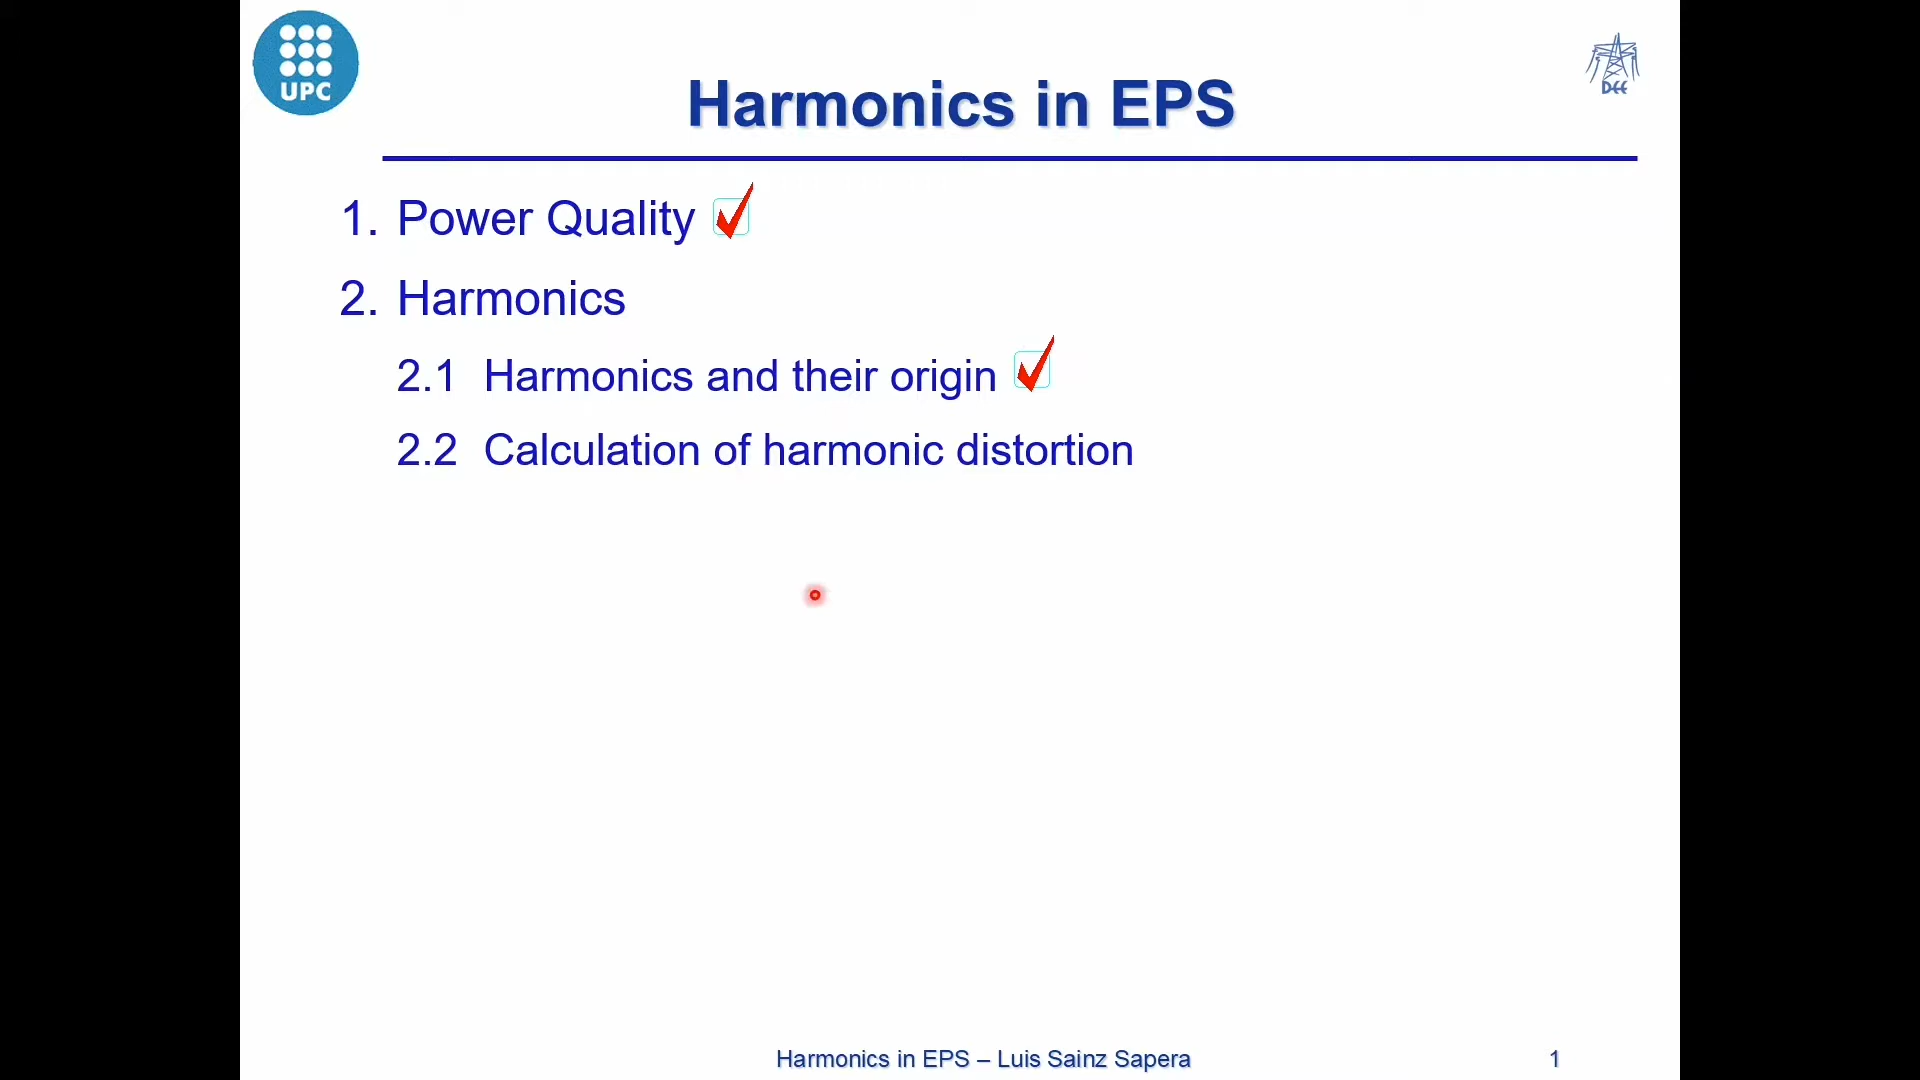 UPC
DEE
Harmonics in EPS
1. Power Quality
2. Harmonics
2.1 Harmonics and their origin
2.2 Calculation of harmonic distortion
Harmonics in EPS – Luis Sainz Sapera
1